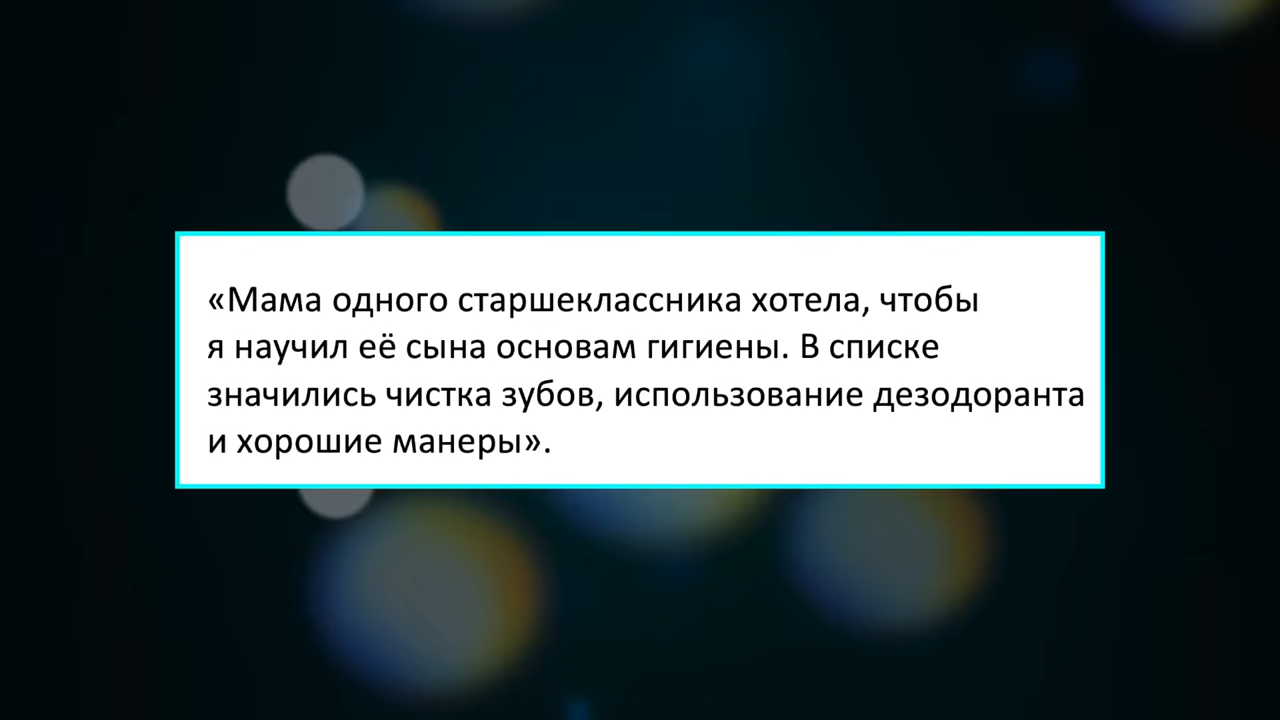 «Мама одного старшеклассника хотела, чтобы
я научил её сына основам гигиены. В списке
значились чистка зубов, использование дезодоранта
и хорошие манеры».